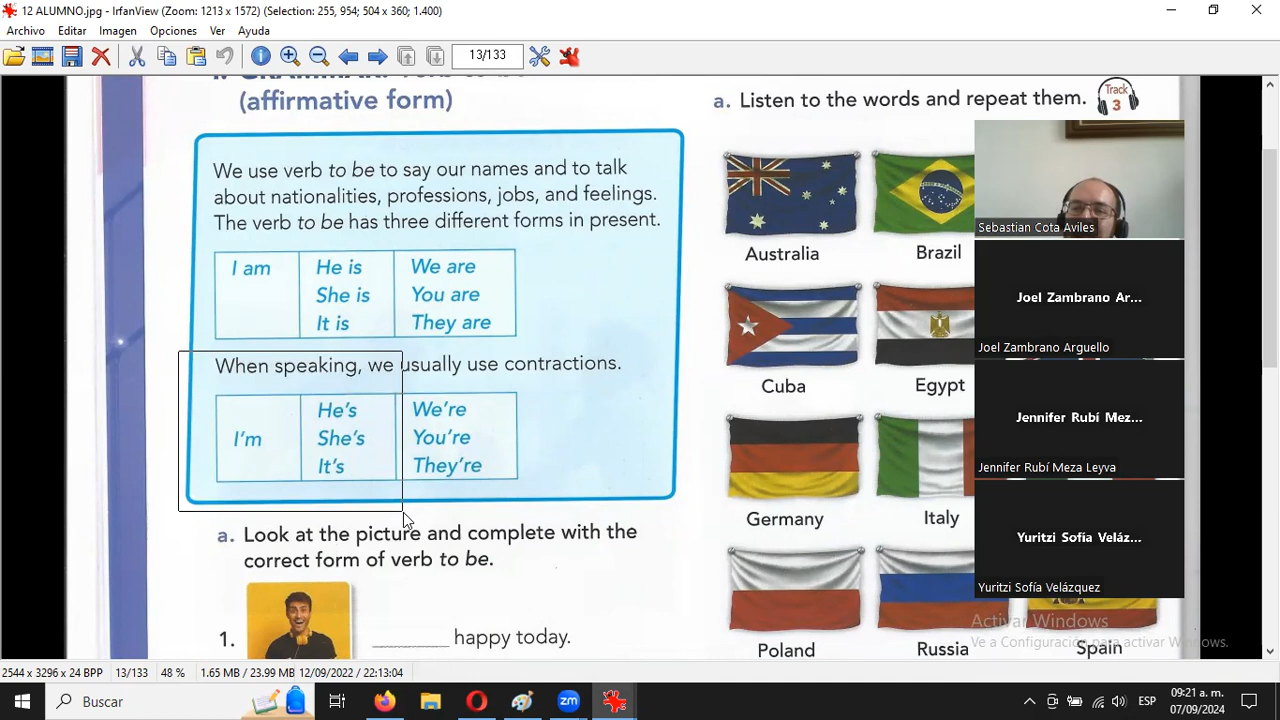 12 ALUMNO.jpg - IrfanView (Zoom: 1213 x 1572) (Selection: 255, 954; 504 x 360; 1.400)
Archivo Editar Imagen Opciones Ver Ayuda
13/133
(affirmative form)
We use verb to be to say our names and to talk
about nationalities, professions, jobs, and feelings.
The verb to be has three different forms in present.
I am
He is
She is
It is
We are
You are
They are
When speaking, we usually use contractions.
I'm
He's
She's
It's
We're
You're
They're
a. Look at the picture and complete with the
correct form of verb to be.
1. ________ happy today.
a. Listen to the words and repeat them.
Track
3
Australia
Brazil
Cuba
Egypt
Germany
Italy
Poland
Russia
Spain
Sebastian Cota Aviles
Joel Zambrano Ar...
Joel Zambrano Arguello
Jennifer Rubí Mez...
Jennifer Rubí Meza Leyva
Yuritzi Sofía Veláz...
Yuritzi Sofía Velázquez
Activar Windows
Ve a Configuración para activar Windows.
2544 x 3296 x 24 BPP 13/133 48 % 1.65 MB / 23.99 MB 12/09/2022 / 22:13:04
Buscar
zm
ESP
09:21 a. m.
07/09/2024